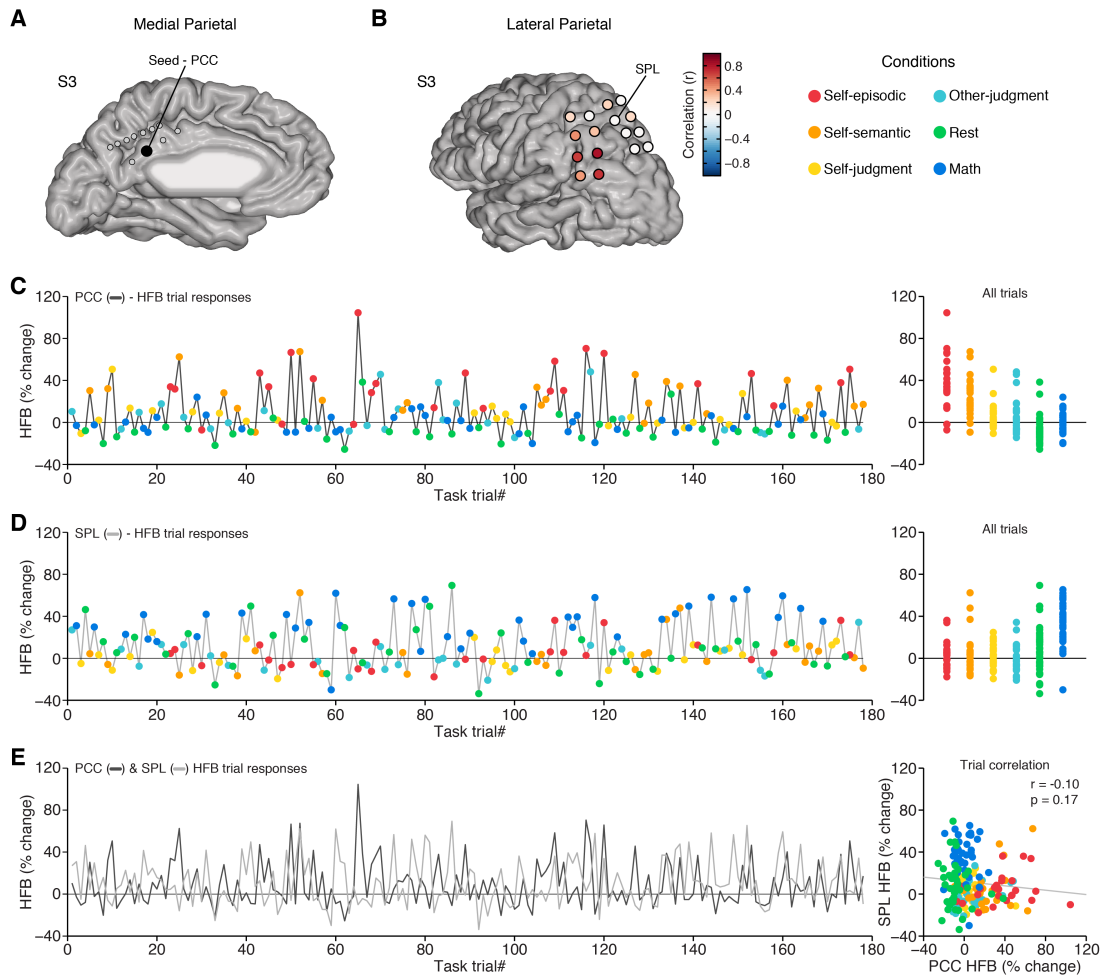 A
Medial Parietal
Seed - PCC
S3
B
Lateral Parietal
S3
SPL
Correlation (r)
0.8
0.4
0
−0.4
−0.8
Conditions
Self-episodic
Other-judgment
Self-semantic
Rest
Self-judgment
Math
C
PCC ( ) - HFB trial responses
HFB (% change)
120
80
40
0
−40
0 20 40 60 80 100 120 140 160 180
Task trial#
All trials
120
80
40
0
−40
D
SPL ( ) - HFB trial responses
HFB (% change)
120
80
40
0
−40
0 20 40 60 80 100 120 140 160 180
Task trial#
All trials
120
80
40
0
−40
E
PCC ( ) & SPL ( ) HFB trial responses
HFB (% change)
120
80
40
0
−40
0 20 40 60 80 100 120 140 160 180
Task trial#
Trial correlation
r = -0.10
p = 0.17
SPL HFB (% change)
120
80
40
0
−40
−40 0 40 80 120
PCC HFB (% change)